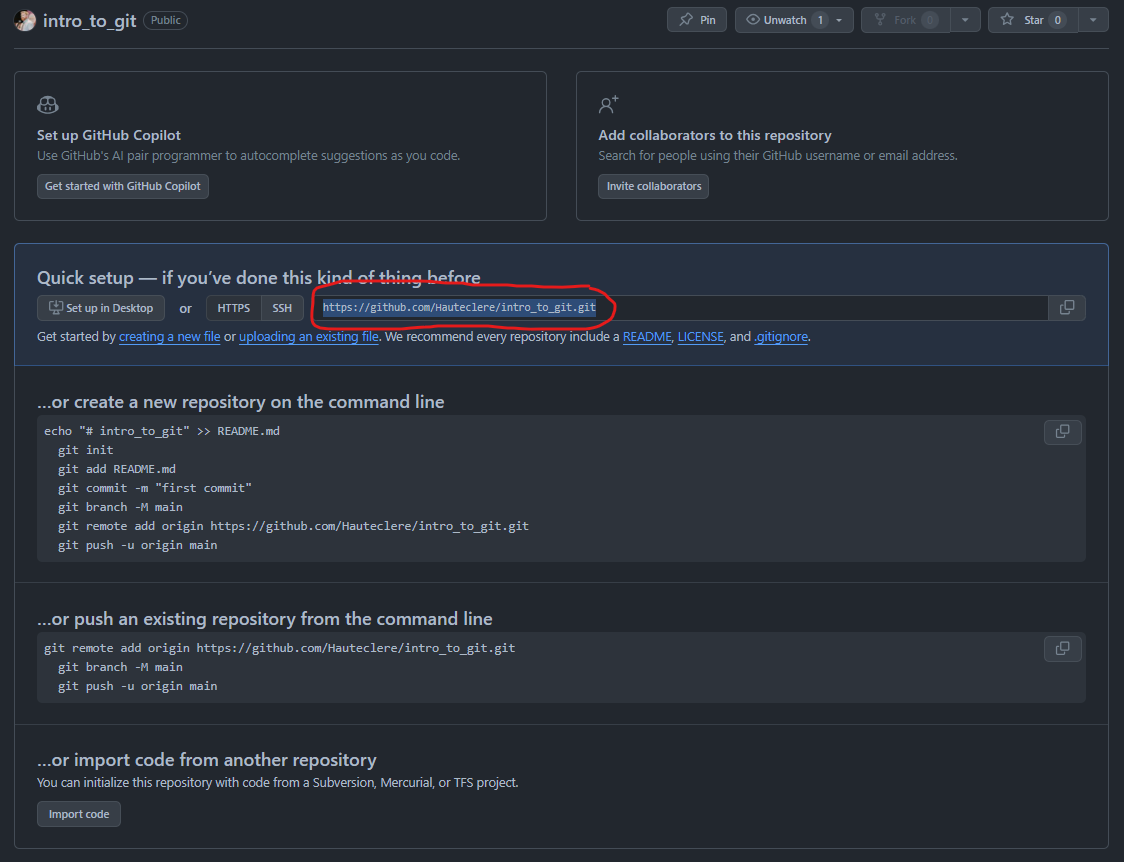 intro_to_git Public
Pin
Unwatch 1
Fork 0
Star 0
Set up GitHub Copilot
Use GitHub's AI pair programmer to autocomplete suggestions as you code.
Get started with GitHub Copilot
Add collaborators to this repository
Search for people using their GitHub username or email address.
Invite collaborators
Quick setup — if you've done this kind of thing before
Set up in Desktop or HTTPS SSH https://github.com/Hauteclere/intro_to_git.git
Get started by creating a new file or uploading an existing file. We recommend every repository include a README, LICENSE, and .gitignore.
…or create a new repository on the command line
echo "# intro_to_git" >> README.md
git init
git add README.md
git commit -m "first commit"
git branch -M main
git remote add origin https://github.com/Hauteclere/intro_to_git.git
git push -u origin main
…or push an existing repository from the command line
git remote add origin https://github.com/Hauteclere/intro_to_git.git
git branch -M main
git push -u origin main
…or import code from another repository
You can initialize this repository with code from a Subversion, Mercurial, or TFS project.
Import code